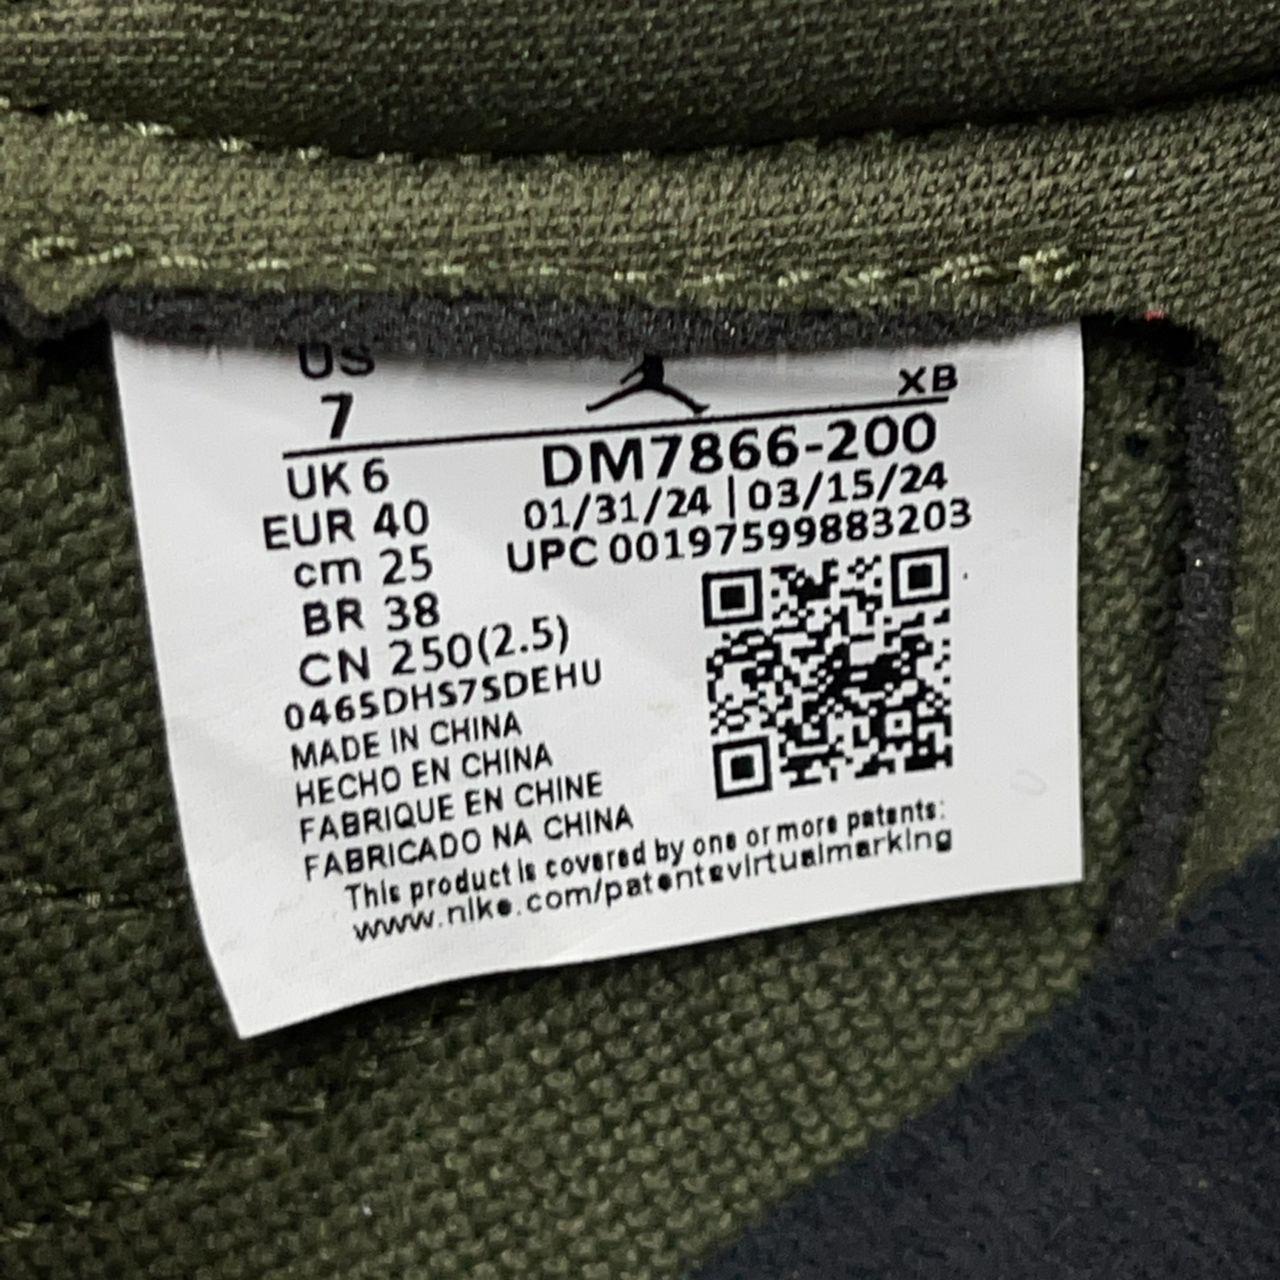 US
7
XB
UK 6
DM7866-200
EUR 40
01/31/24 | 03/15/24
cm 25
UPC 00197599883203
BR 38
CN 250(2.5)
0465DHS7SDEHU
MADE IN CHINA
HECHO EN CHINA
FABRIQUE EN CHINE
FABRICADO NA CHINA
This product is covered by one or more patents:
www.nike.com/patentsvirtualmarking